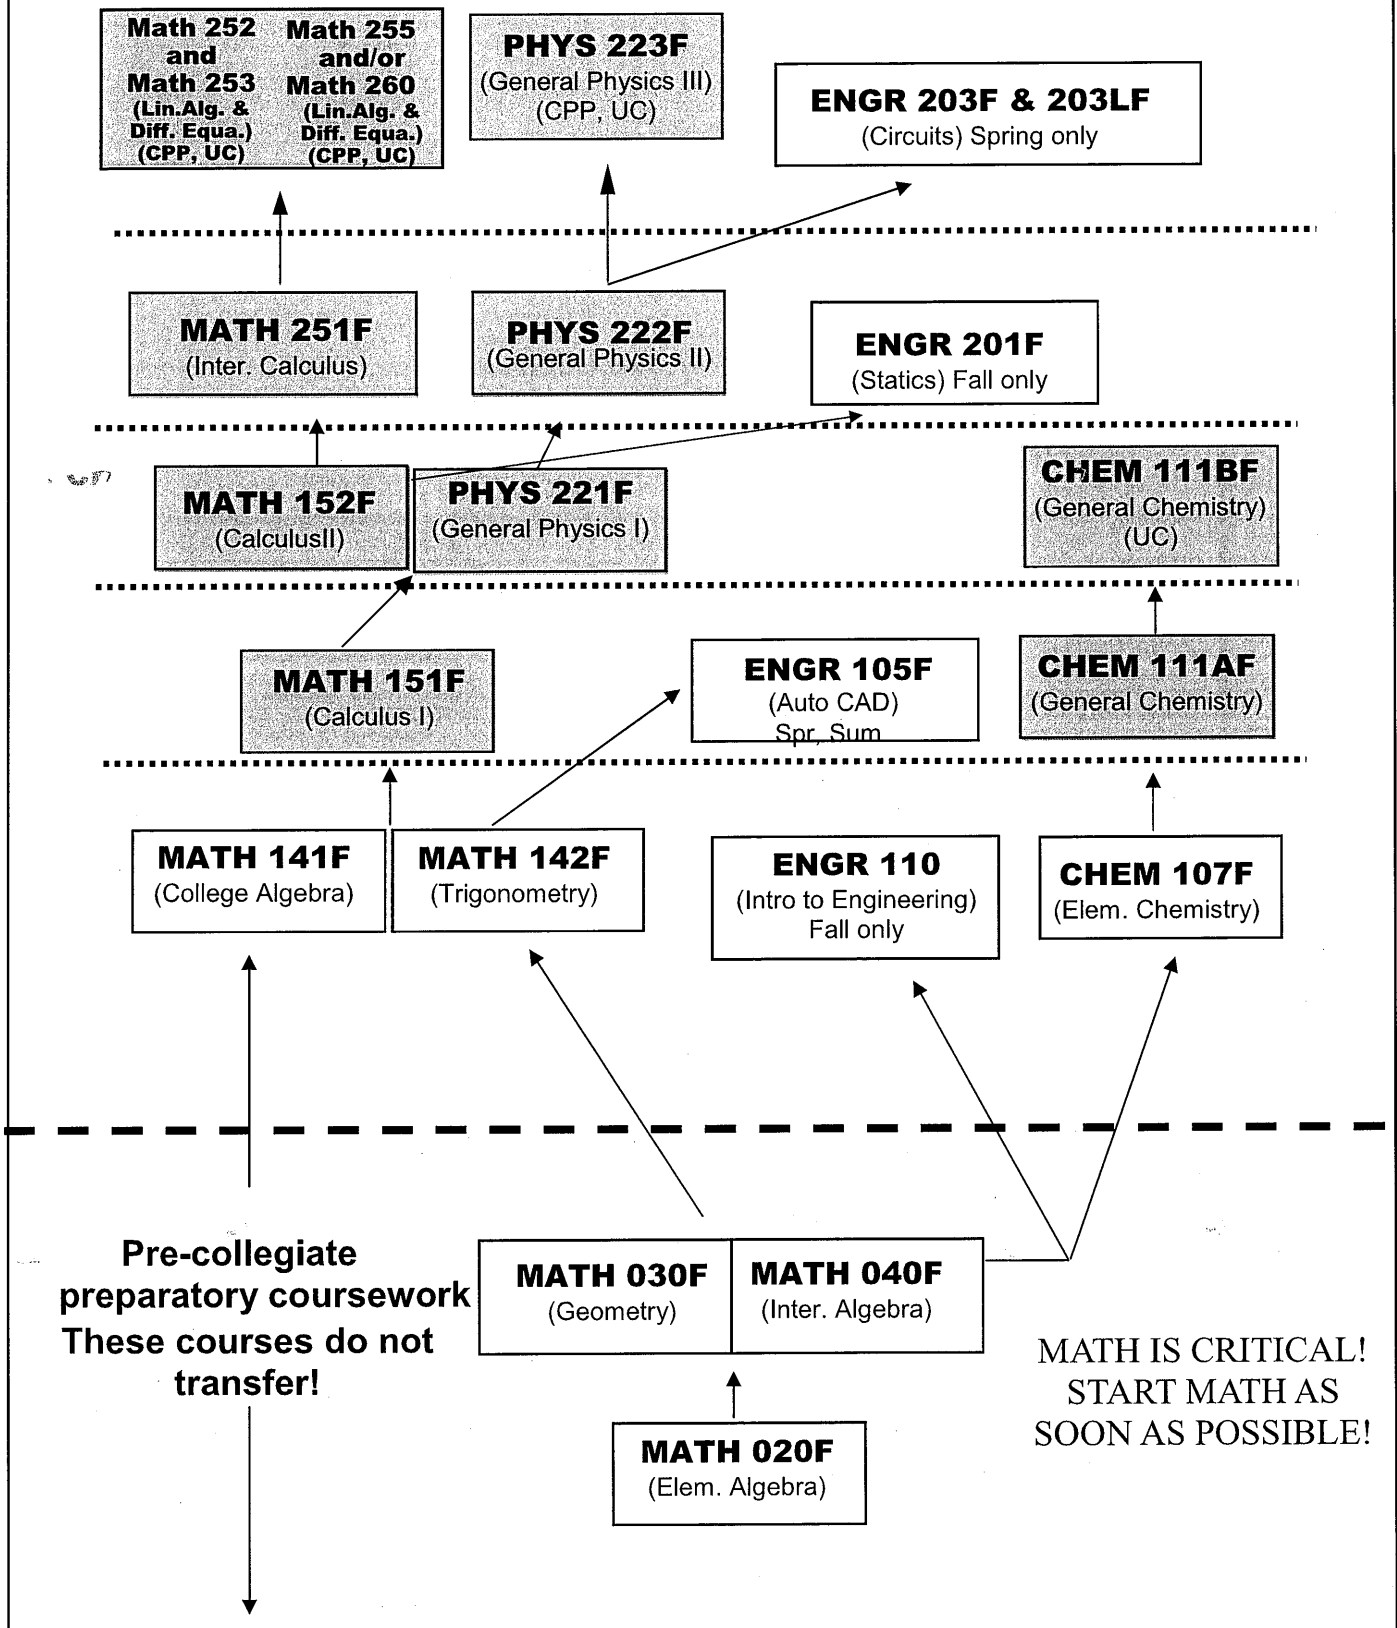 Math 252
and
Math 253
(Lin.Alg. &
Diff. Equa.)
(CPP, UC)
Math 255
and/or
Math 260
(Lin.Alg. &
Diff. Equa.)
(CPP, UC)
PHYS 223F
(General Physics III)
(CPP, UC)
ENGR 203F & 203LF
(Circuits) Spring only
MATH 251F
(Inter. Calculus)
PHYS 222F
(General Physics II)
ENGR 201F
(Statics) Fall only
MATH 152F
(CalculusII)
PHYS 221F
(General Physics I)
CHEM 111BF
(General Chemistry)
(UC)
MATH 151F
(Calculus I)
ENGR 105F
(Auto CAD)
Spr, Sum
CHEM 111AF
(General Chemistry)
MATH 141F
(College Algebra)
MATH 142F
(Trigonometry)
ENGR 110
(Intro to Engineering)
Fall only
CHEM 107F
(Elem. Chemistry)
Pre-collegiate
preparatory coursework
These courses do not
transfer!
MATH 030F
(Geometry)
MATH 040F
(Inter. Algebra)
MATH IS CRITICAL!
START MATH AS
SOON AS POSSIBLE!
MATH 020F
(Elem. Algebra)